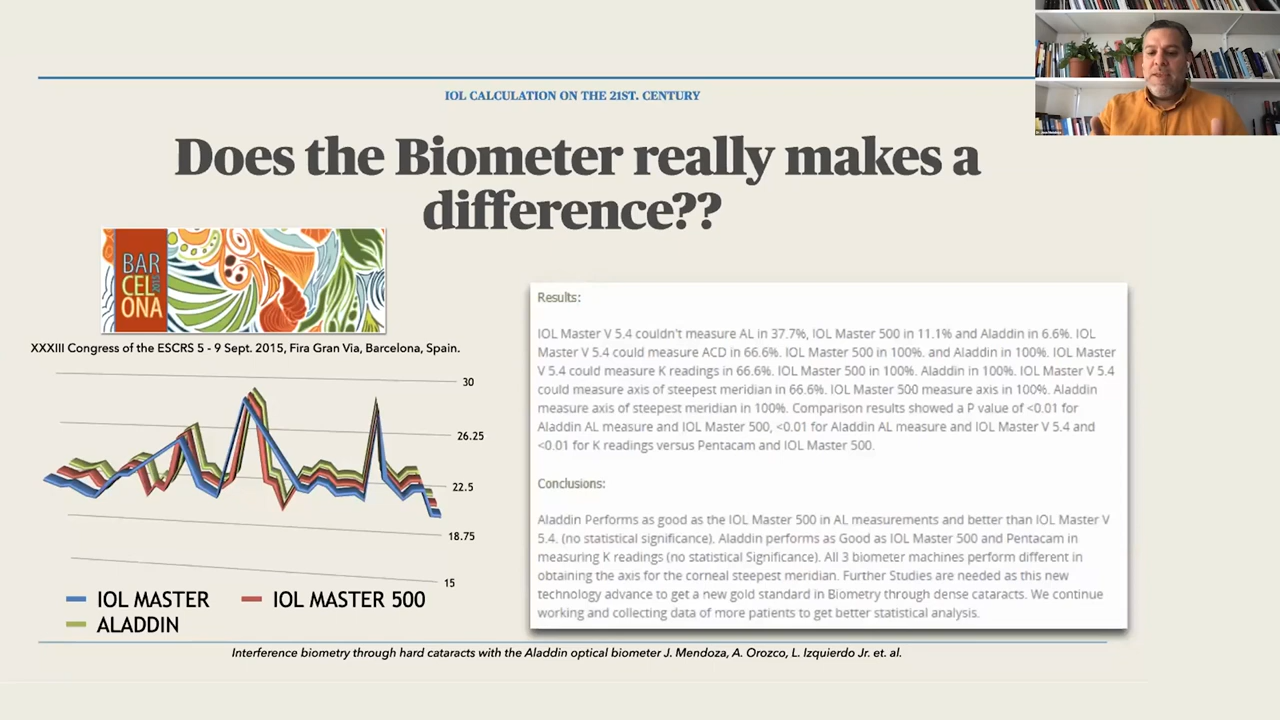 IOL CALCULATION ON THE 21ST. CENTURY
Does the Biometer really makes a
difference??
BAR
CEL
ONA
2015
XXXIII Congress of the ESCRS 5 - 9 Sept. 2015, Fira Gran Via, Barcelona, Spain.
30
26.25
22.5
18.75
15
IOL MASTER
IOL MASTER 500
ALADDIN
Results:
IOL Master V 5.4 couldn't measure AL in 37.7%, IOL Master 500 in 11.1% and Aladdin in 6.6%. IOL
Master V 5.4 could measure ACD in 66.6%. IOL Master 500 in 100%. and Aladdin in 100%. IOL Master
V 5.4 could measure K readings in 66.6%. IOL Master 500 in 100%. Aladdin in 100%. IOL Master V 5.4
could measure axis of steepest meridian in 66.6%. IOL Master 500 measure axis in 100%. Aladdin
measure axis of steepest meridian in 100%. Comparison results showed a P value of <0.01 for
Aladdin AL measure and IOL Master 500, <0.01 for Aladdin AL measure and IOL Master V 5.4 and
<0.01 for K readings versus Pentacam and IOL Master 500.
Conclusions:
Aladdin Performs as good as the IOL Master 500 in AL measurements and better than IOL Master V
5.4. (no statistical significance). Aladdin performs as Good as IOL Master 500 and Pentacam in
measuring K readings (no statistical Significance). All 3 biometer machines perform different in
obtaining the axis for the corneal steepest meridian. Further Studies are needed as this new
technology advance to get a new gold standard in Biometry through dense cataracts. We continue
working and collecting data of more patients to get better statistical analysis.
Interference biometry through hard cataracts with the Aladdin optical biometer J. Mendoza, A. Orozco, L. Izquierdo Jr. et. al.